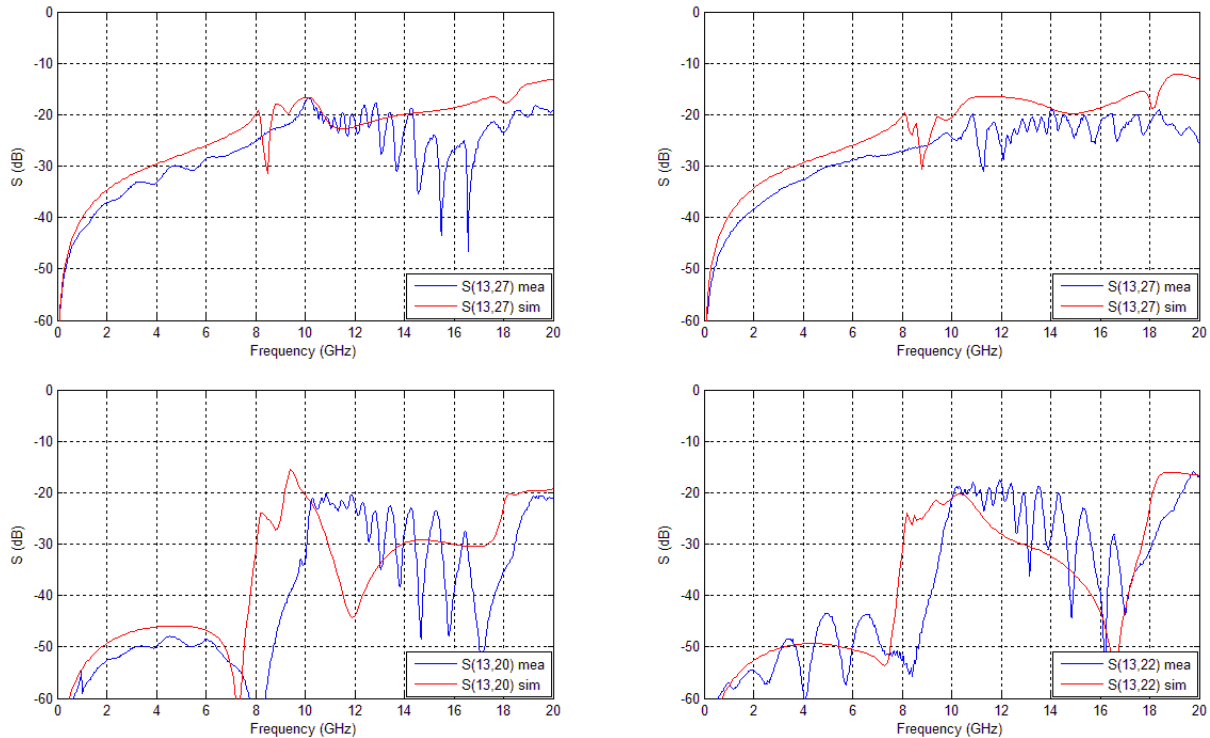 0
-10
-20
-30
-40
-50
-60
S (dB)
0 2 4 6 8 10 12 14 16 18 20
Frequency (GHz)
S(13,27) mea
S(13,27) sim
0
-10
-20
-30
-40
-50
-60
S (dB)
0 2 4 6 8 10 12 14 16 18 20
Frequency (GHz)
S(13,27) mea
S(13,27) sim
0
-10
-20
-30
-40
-50
-60
S (dB)
0 2 4 6 8 10 12 14 16 18 20
Frequency (GHz)
S(13,20) mea
S(13,20) sim
0
-10
-20
-30
-40
-50
-60
S (dB)
0 2 4 6 8 10 12 14 16 18 20
Frequency (GHz)
S(13,22) mea
S(13,22) sim